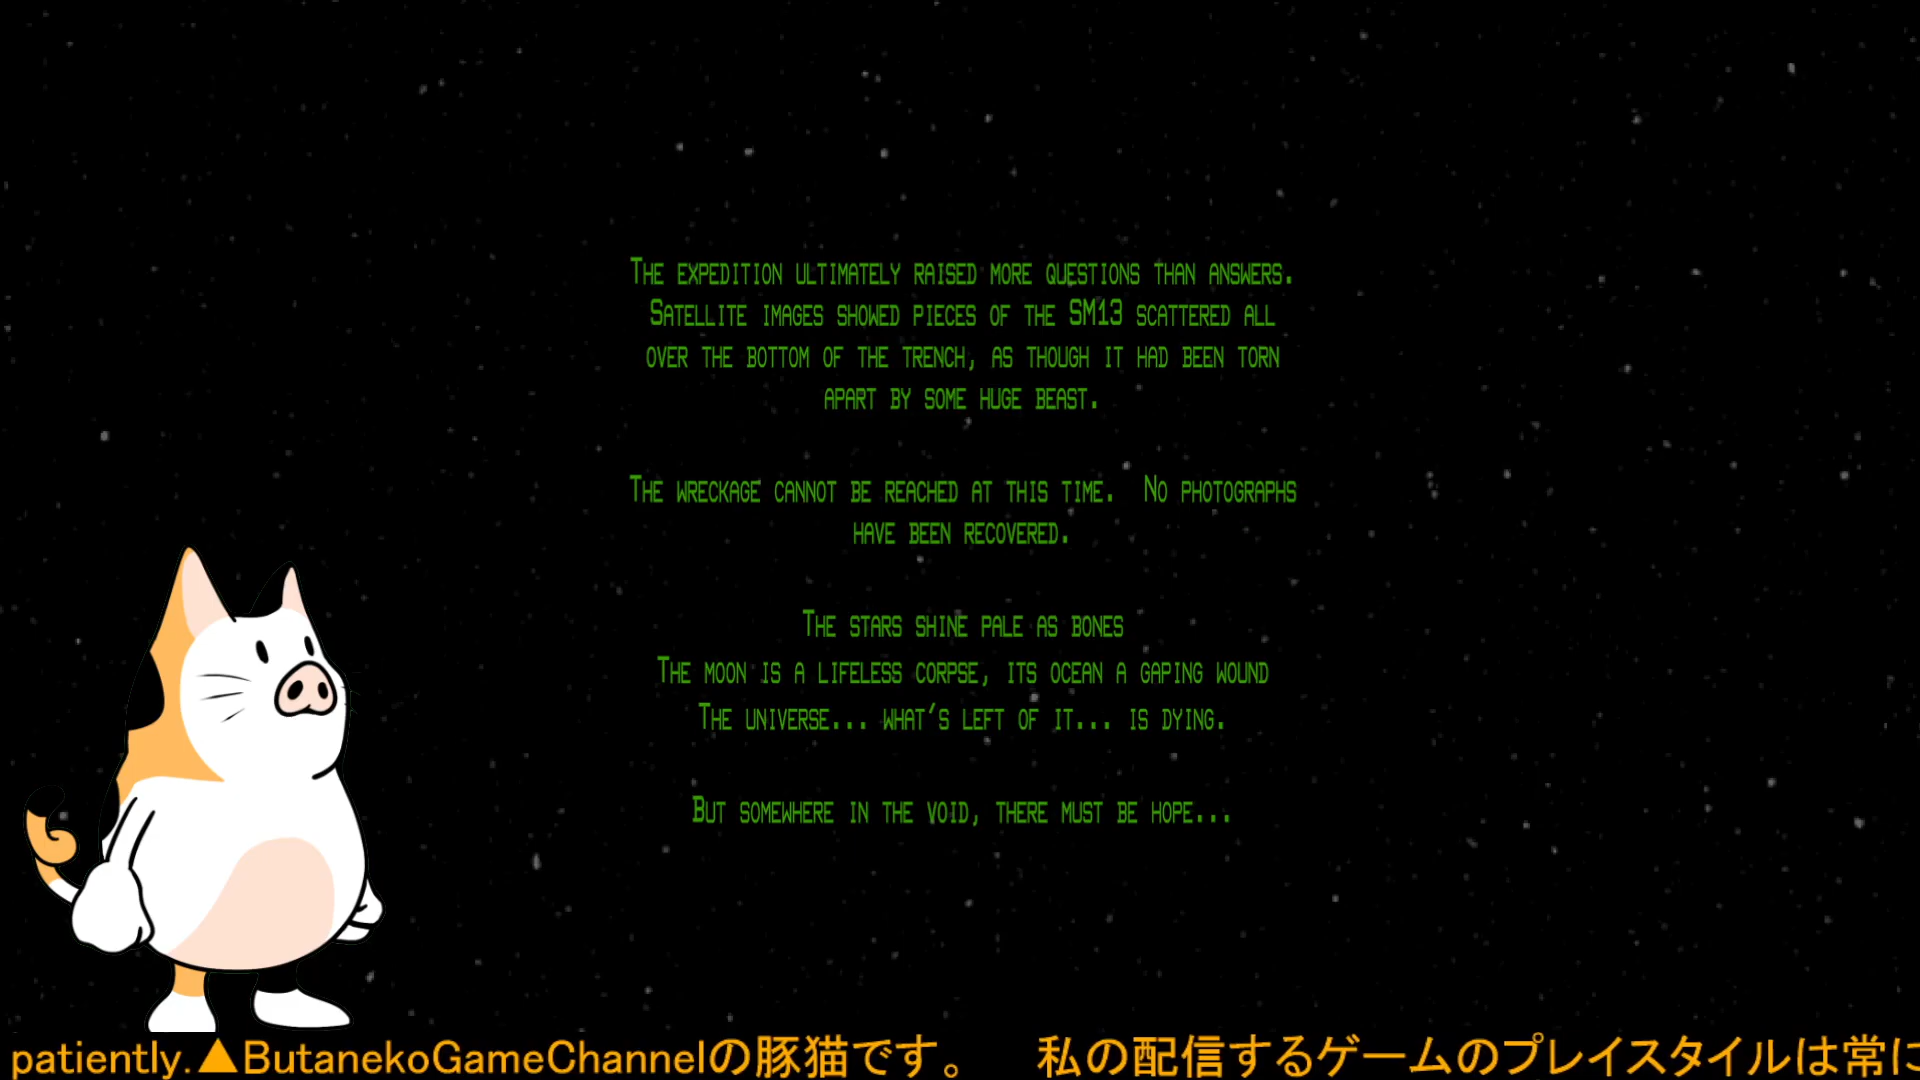 The expedition ultimately raised more questions than answers.
Satellite images showed pieces of the SM13 scattered all
over the bottom of the trench, as though it had been torn
apart by some huge beast.
The wreckage cannot be reached at this time.  No photographs
have been recovered.
The stars shine pale as bones
The moon is a lifeless corpse, its ocean a gaping wound
The universe... what's left of it... is dying.
But somewhere in the void, there must be hope...
patiently.▲ButanekoGameChannelの豚猫です。　私の配信するゲームのプレイスタイルは常に